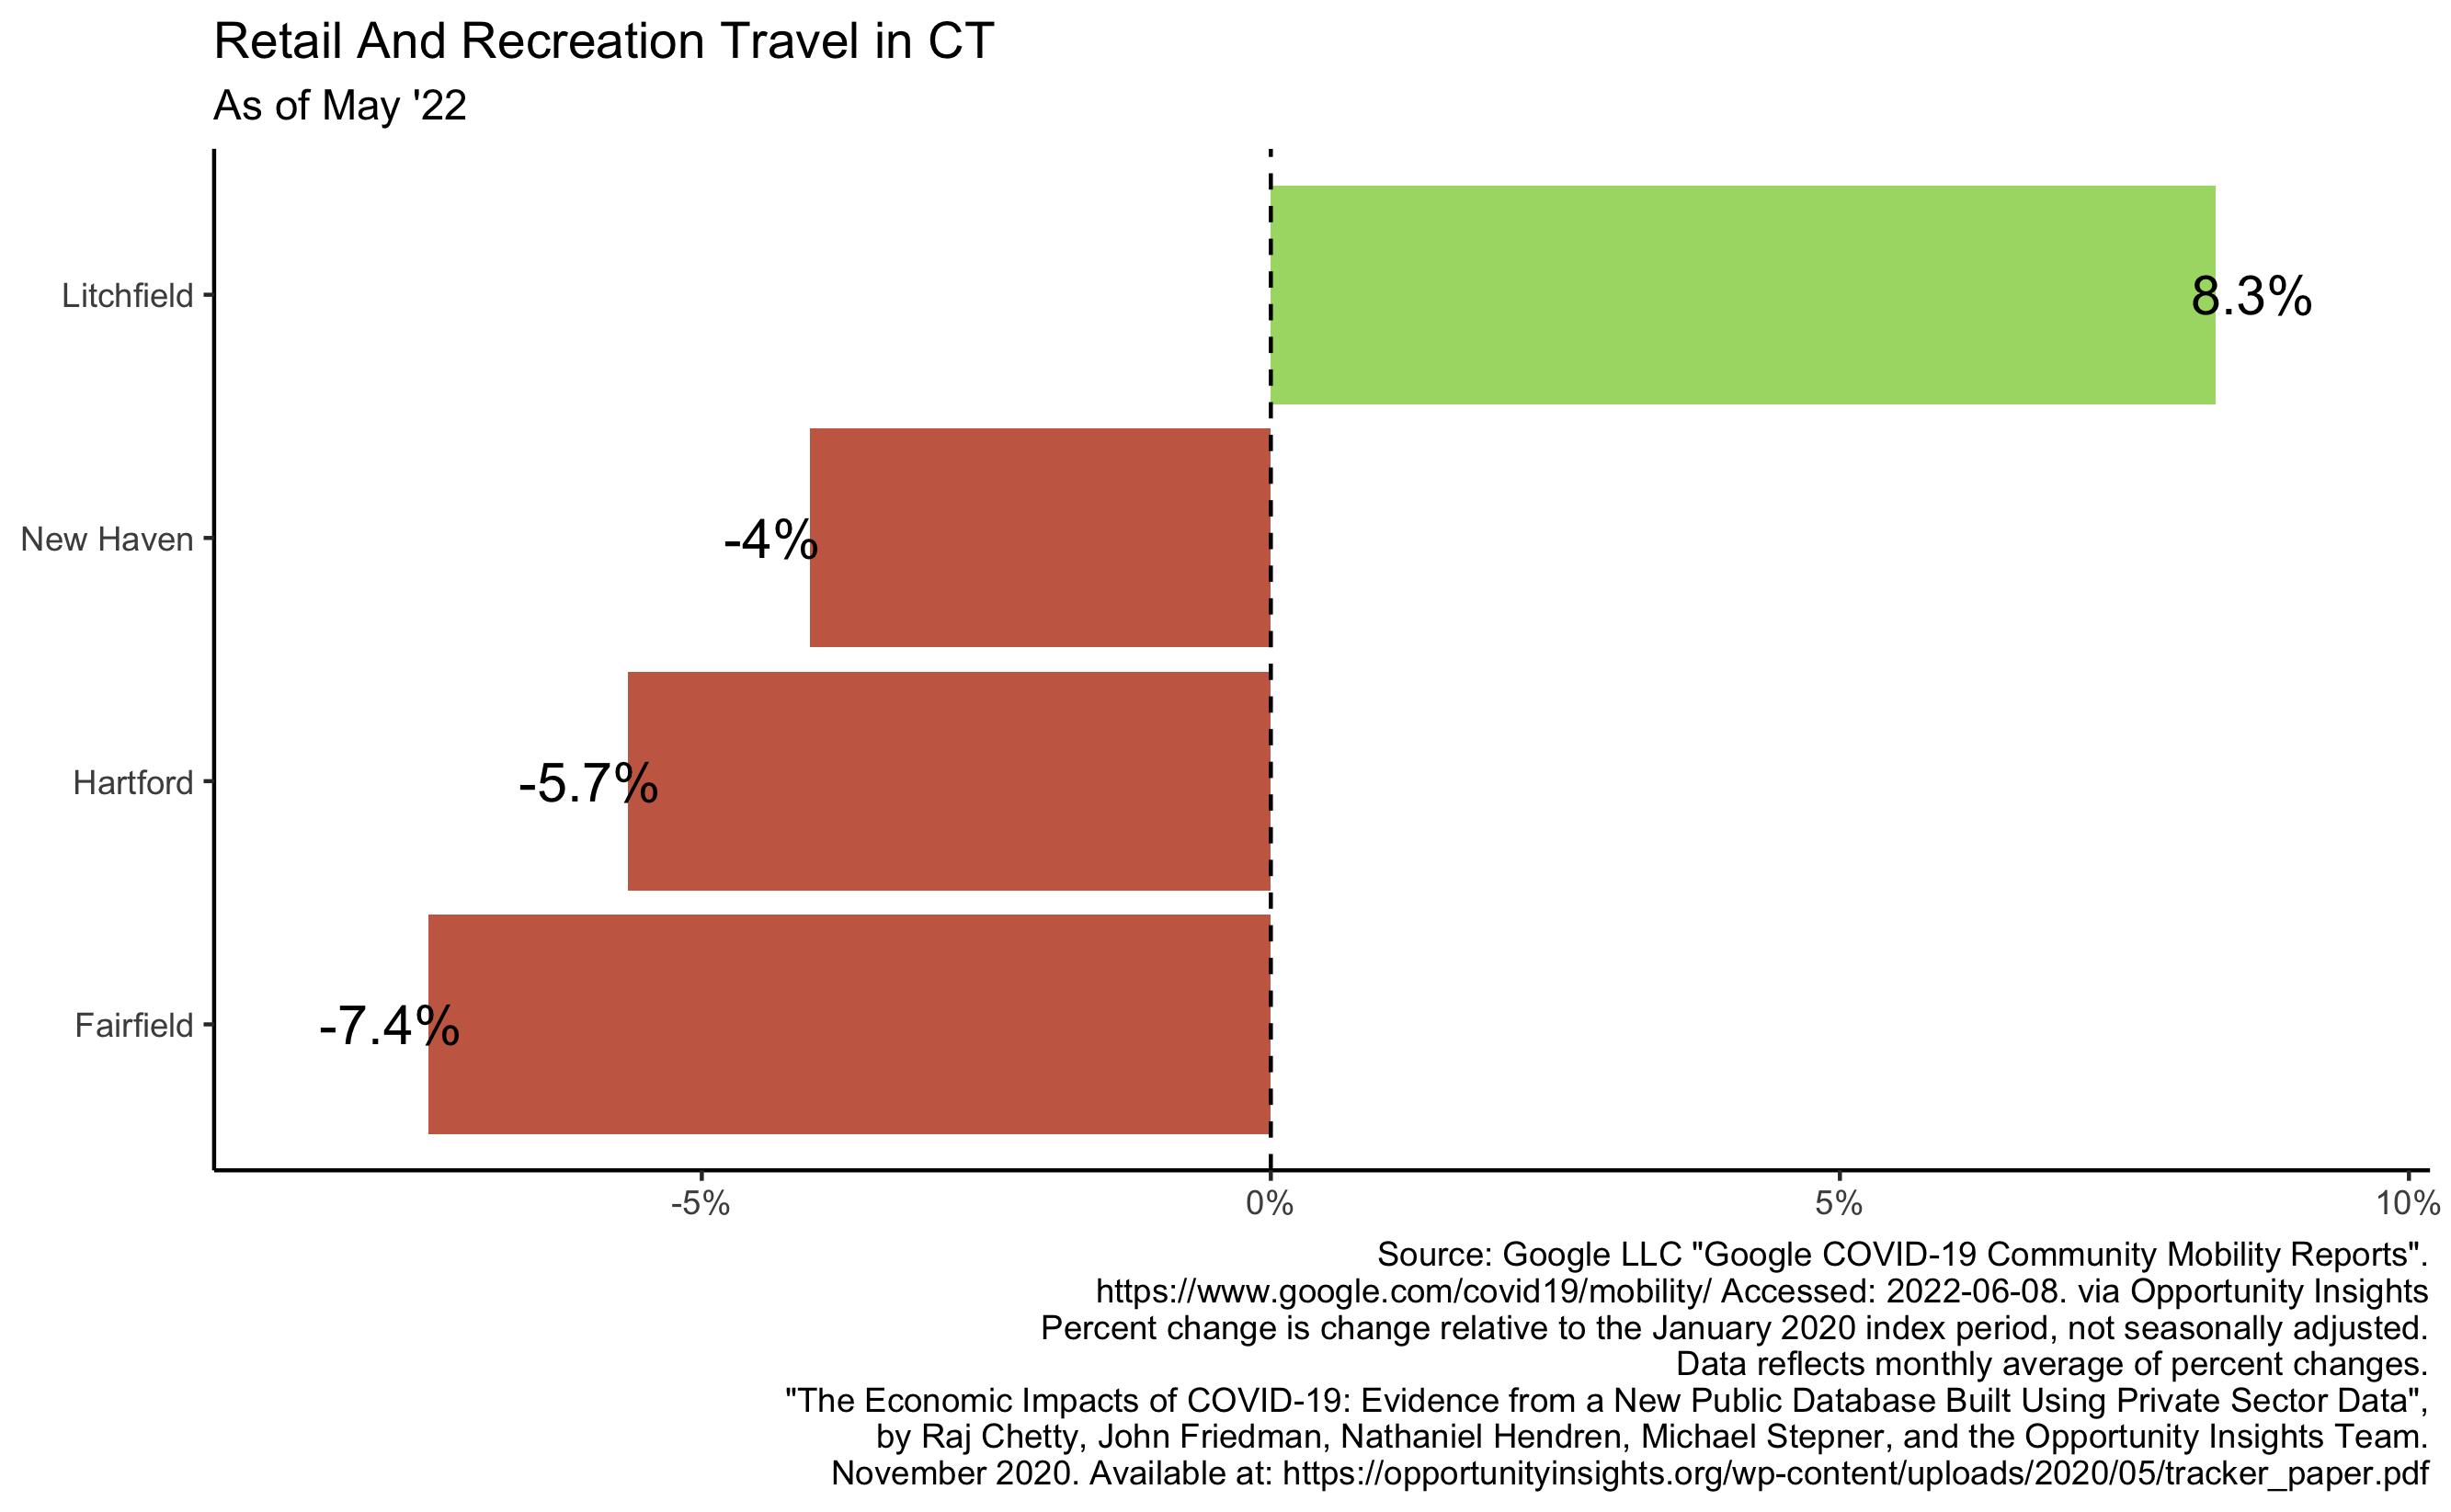 Retail And Recreation Travel in CT
As of May '22
Litchfield
8.3%
New Haven
-4%
Hartford
-5.7%
Fairfield
-7.4%
-5%
0%
5%
10%
Source: Google LLC "Google COVID-19 Community Mobility Reports".
https://www.google.com/covid19/mobility/ Accessed: 2022-06-08. via Opportunity Insights
Percent change is change relative to the January 2020 index period, not seasonally adjusted.
Data reflects monthly average of percent changes.
"The Economic Impacts of COVID-19: Evidence from a New Public Database Built Using Private Sector Data",
by Raj Chetty, John Friedman, Nathaniel Hendren, Michael Stepner, and the Opportunity Insights Team.
November 2020. Available at: https://opportunityinsights.org/wp-content/uploads/2020/05/tracker_paper.pdf